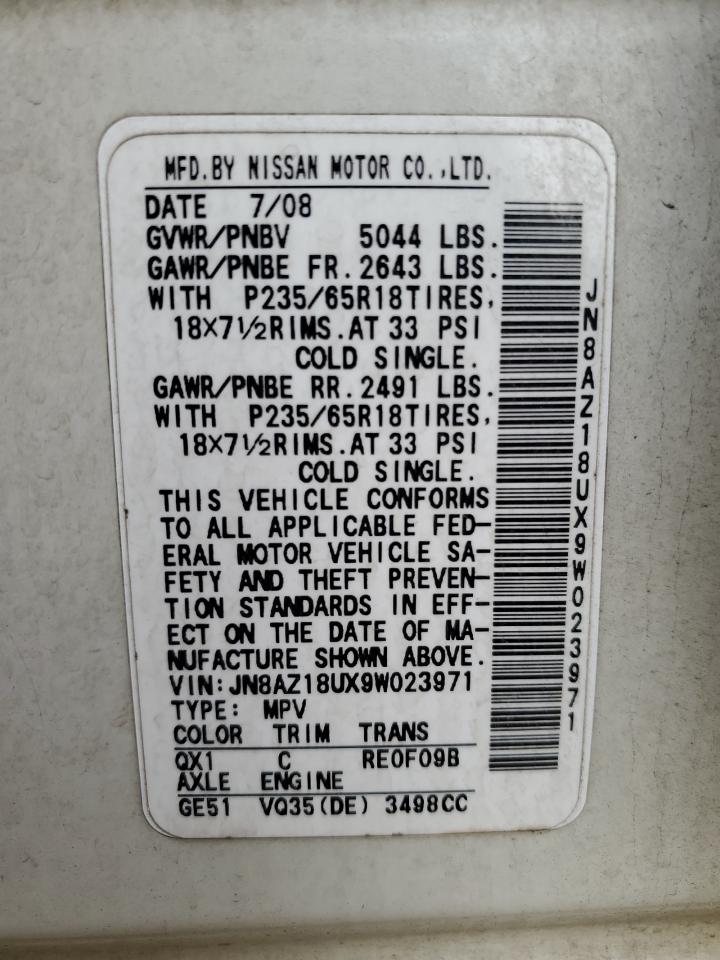 MFD.BY NISSAN MOTOR CO.,LTD.
DATE 7/08
GVWR/PNBV 5044 LBS.
GAWR/PNBE FR.2643 LBS.
WITH P235/65R18TIRES,
18×7½RIMS.AT 33 PSI
COLD SINGLE.
GAWR/PNBE RR.2491 LBS.
WITH P235/65R18TIRES,
18×7½RIMS.AT 33 PSI
COLD SINGLE.
THIS VEHICLE CONFORMS
TO ALL APPLICABLE FED-
ERAL MOTOR VEHICLE SA-
FETY AND THEFT PREVEN-
TION STANDARDS IN EFF-
ECT ON THE DATE OF MA-
NUFACTURE SHOWN ABOVE.
VIN:JN8AZ18UX9W023971
TYPE: MPV
COLOR TRIM TRANS
QX1 C RE0F09B
AXLE ENGINE
GE51 VQ35(DE) 3498CC
JN8AZ18UX9W023971